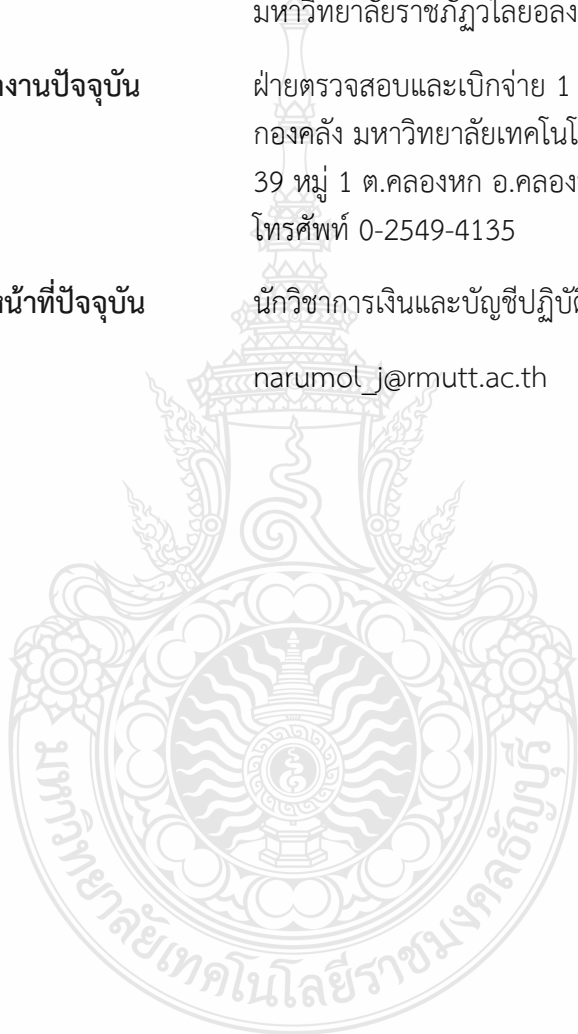 มหาวิทยาลัยราชภัฏวไลยอลง
งานปัจจุบัน ฝ่ายตรวจสอบและเบิกจ่าย 1
กองคลัง มหาวิทยาลัยเทคโนโ
39 หมู่ 1 ต.คลองหก อ.คลอง
โทรศัพท์ 0-2549-4135
หน้าที่ปัจจุบัน นักวิชาการเงินและบัญชีปฏิบั
narumol_j@rmutt.ac.th
มหาวิทยาลัยเทคโนโลยีราชมงคลธัญบุรี